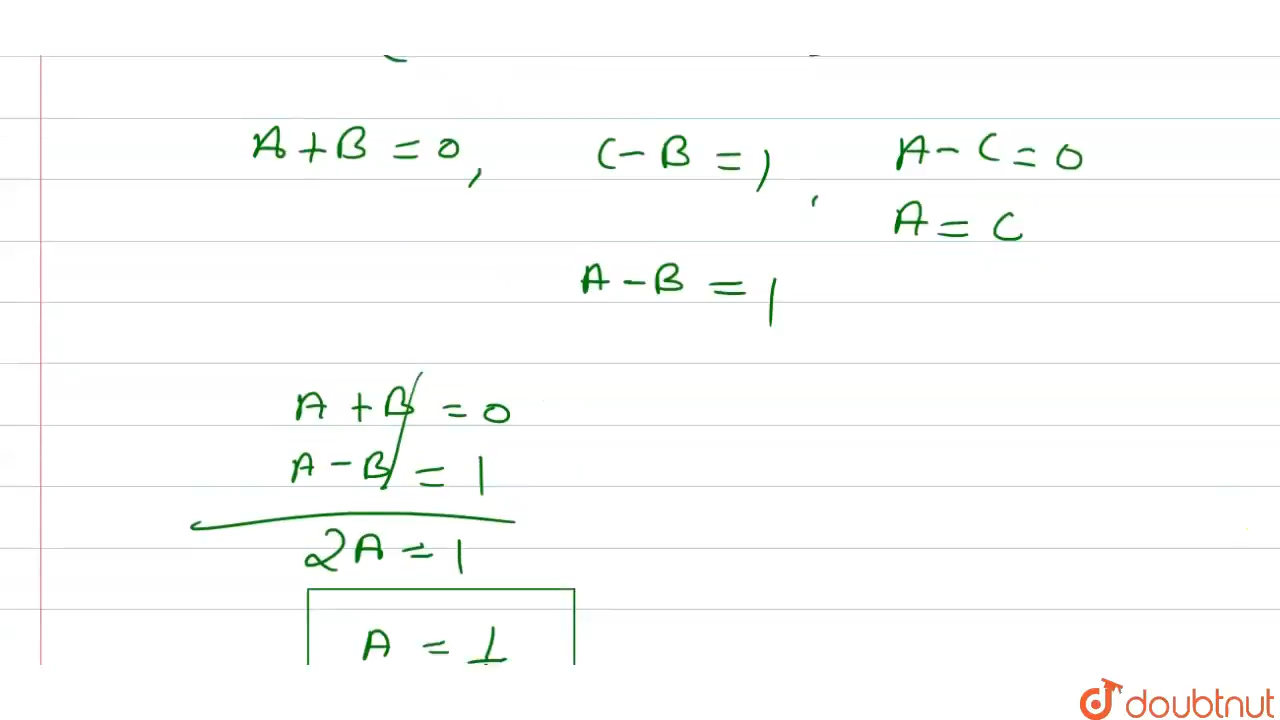 A + B = 0, C - B = 1, A - C = 0
A = C
A - B = 1
A + B = 0
A - B = 1
2A = 1
A = 1
doubtnut